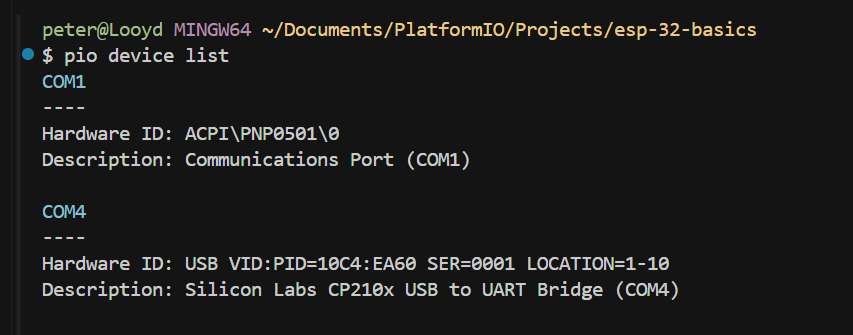 peter@Looyd MINGW64 ~/Documents/PlatformIO/Projects/esp-32-basics
$ pio device list
COM1
----
Hardware ID: ACPI\PNP0501\0
Description: Communications Port (COM1)

COM4
----
Hardware ID: USB VID:PID=10C4:EA60 SER=0001 LOCATION=1-10
Description: Silicon Labs CP210x USB to UART Bridge (COM4)